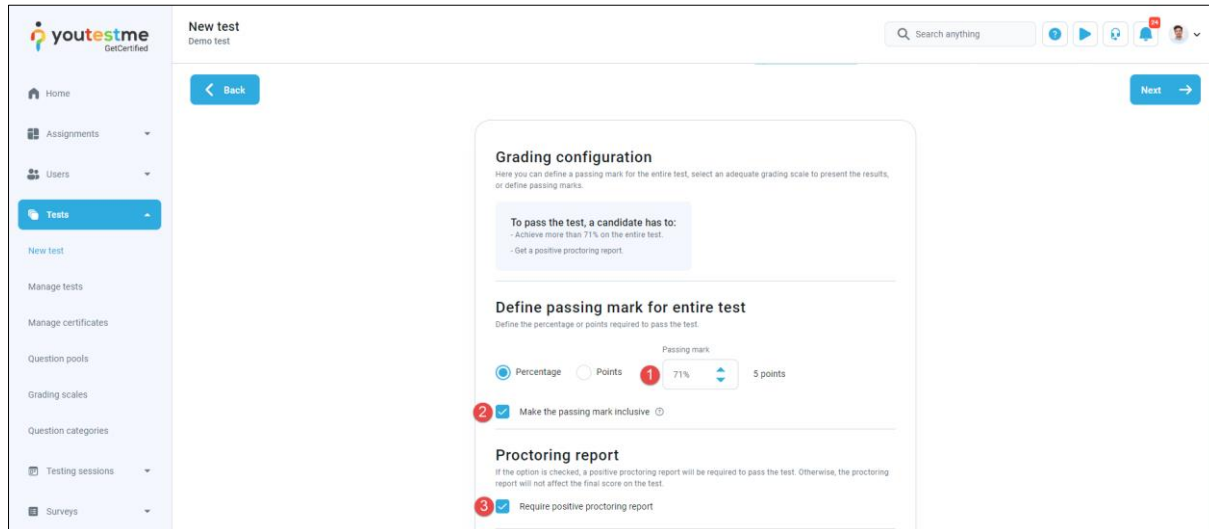 youtestme
GetCertified
New test
Demo test
Search anything
?
34
Home
Assignments
Users
Tests
New test
Manage tests
Manage certificates
Question pools
Grading scales
Question categories
Testing sessions
Surveys
Back
Next
Grading configuration
Here you can define a passing mark for the entire test, select an adequate grading scale to present the results,
or define passing marks.
To pass the test, a candidate has to:
- Achieve more than 71% on the entire test.
- Get a positive proctoring report.
Define passing mark for entire test
Define the percentage or points required to pass the test.
Passing mark
Percentage Points 1 71% 5 points
2 Make the passing mark inclusive ?
Proctoring report
If the option is checked, a positive proctoring report will be required to pass the test. Otherwise, the proctoring
report will not affect the final score on the test.
3 Require positive proctoring report